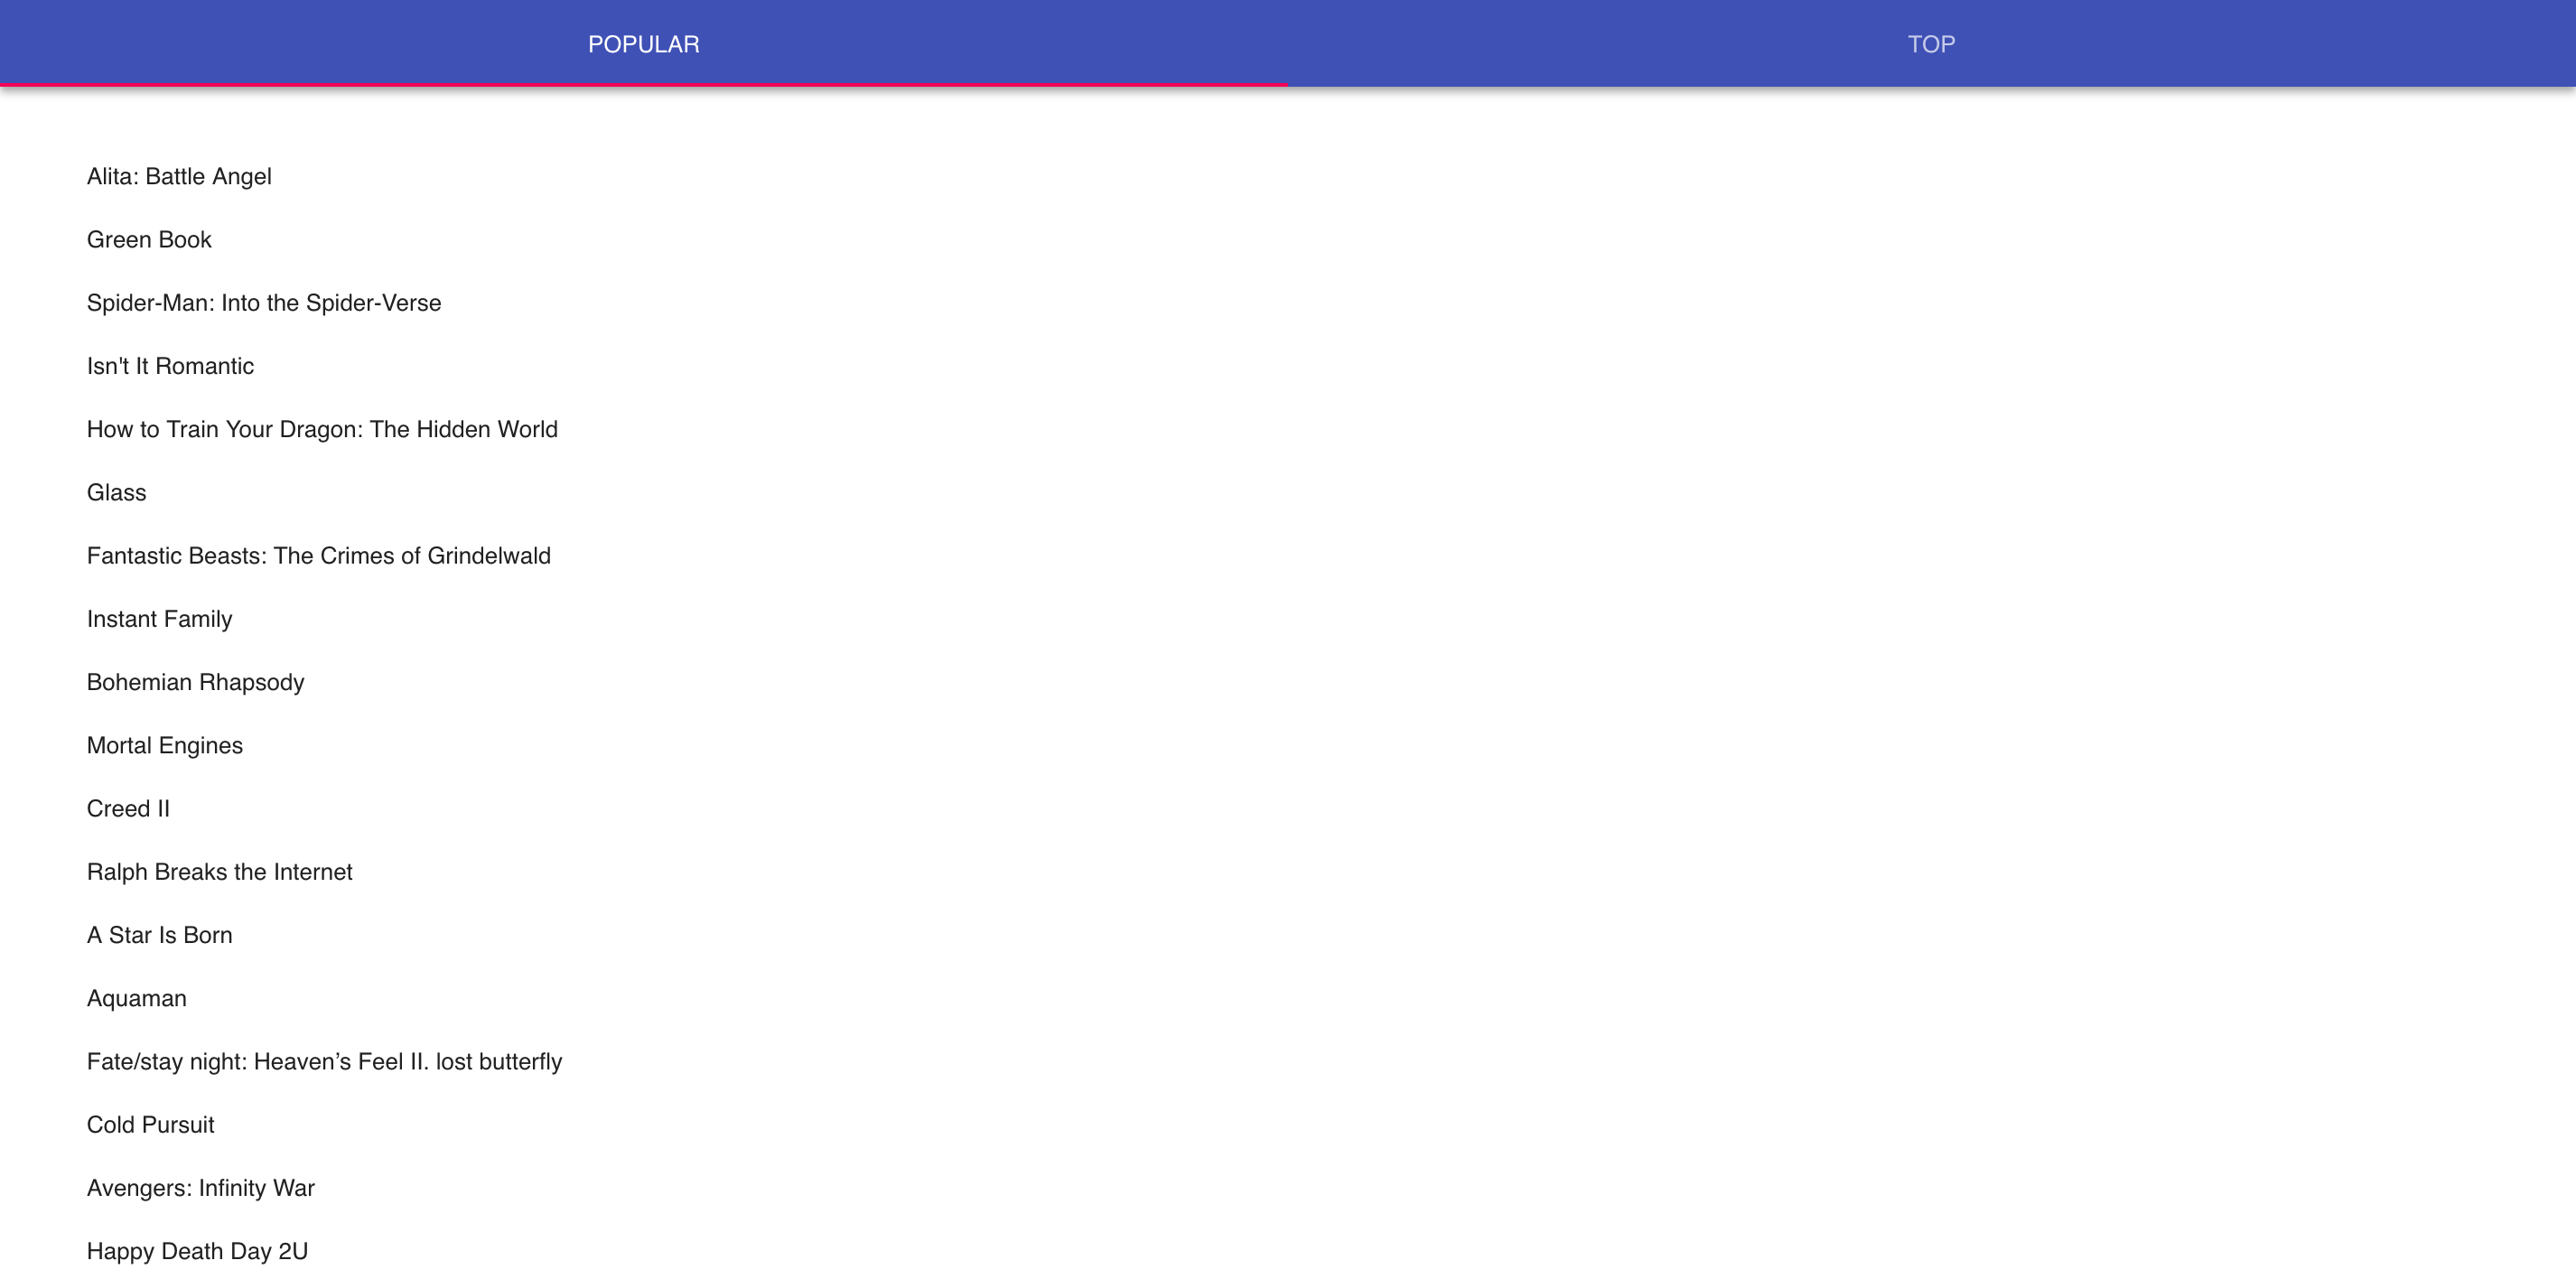 POPULAR
TOP
Alita: Battle Angel
Green Book
Spider-Man: Into the Spider-Verse
Isn't It Romantic
How to Train Your Dragon: The Hidden World
Glass
Fantastic Beasts: The Crimes of Grindelwald
Instant Family
Bohemian Rhapsody
Mortal Engines
Creed II
Ralph Breaks the Internet
A Star Is Born
Aquaman
Fate/stay night: Heaven’s Feel II. lost butterfly
Cold Pursuit
Avengers: Infinity War
Happy Death Day 2U